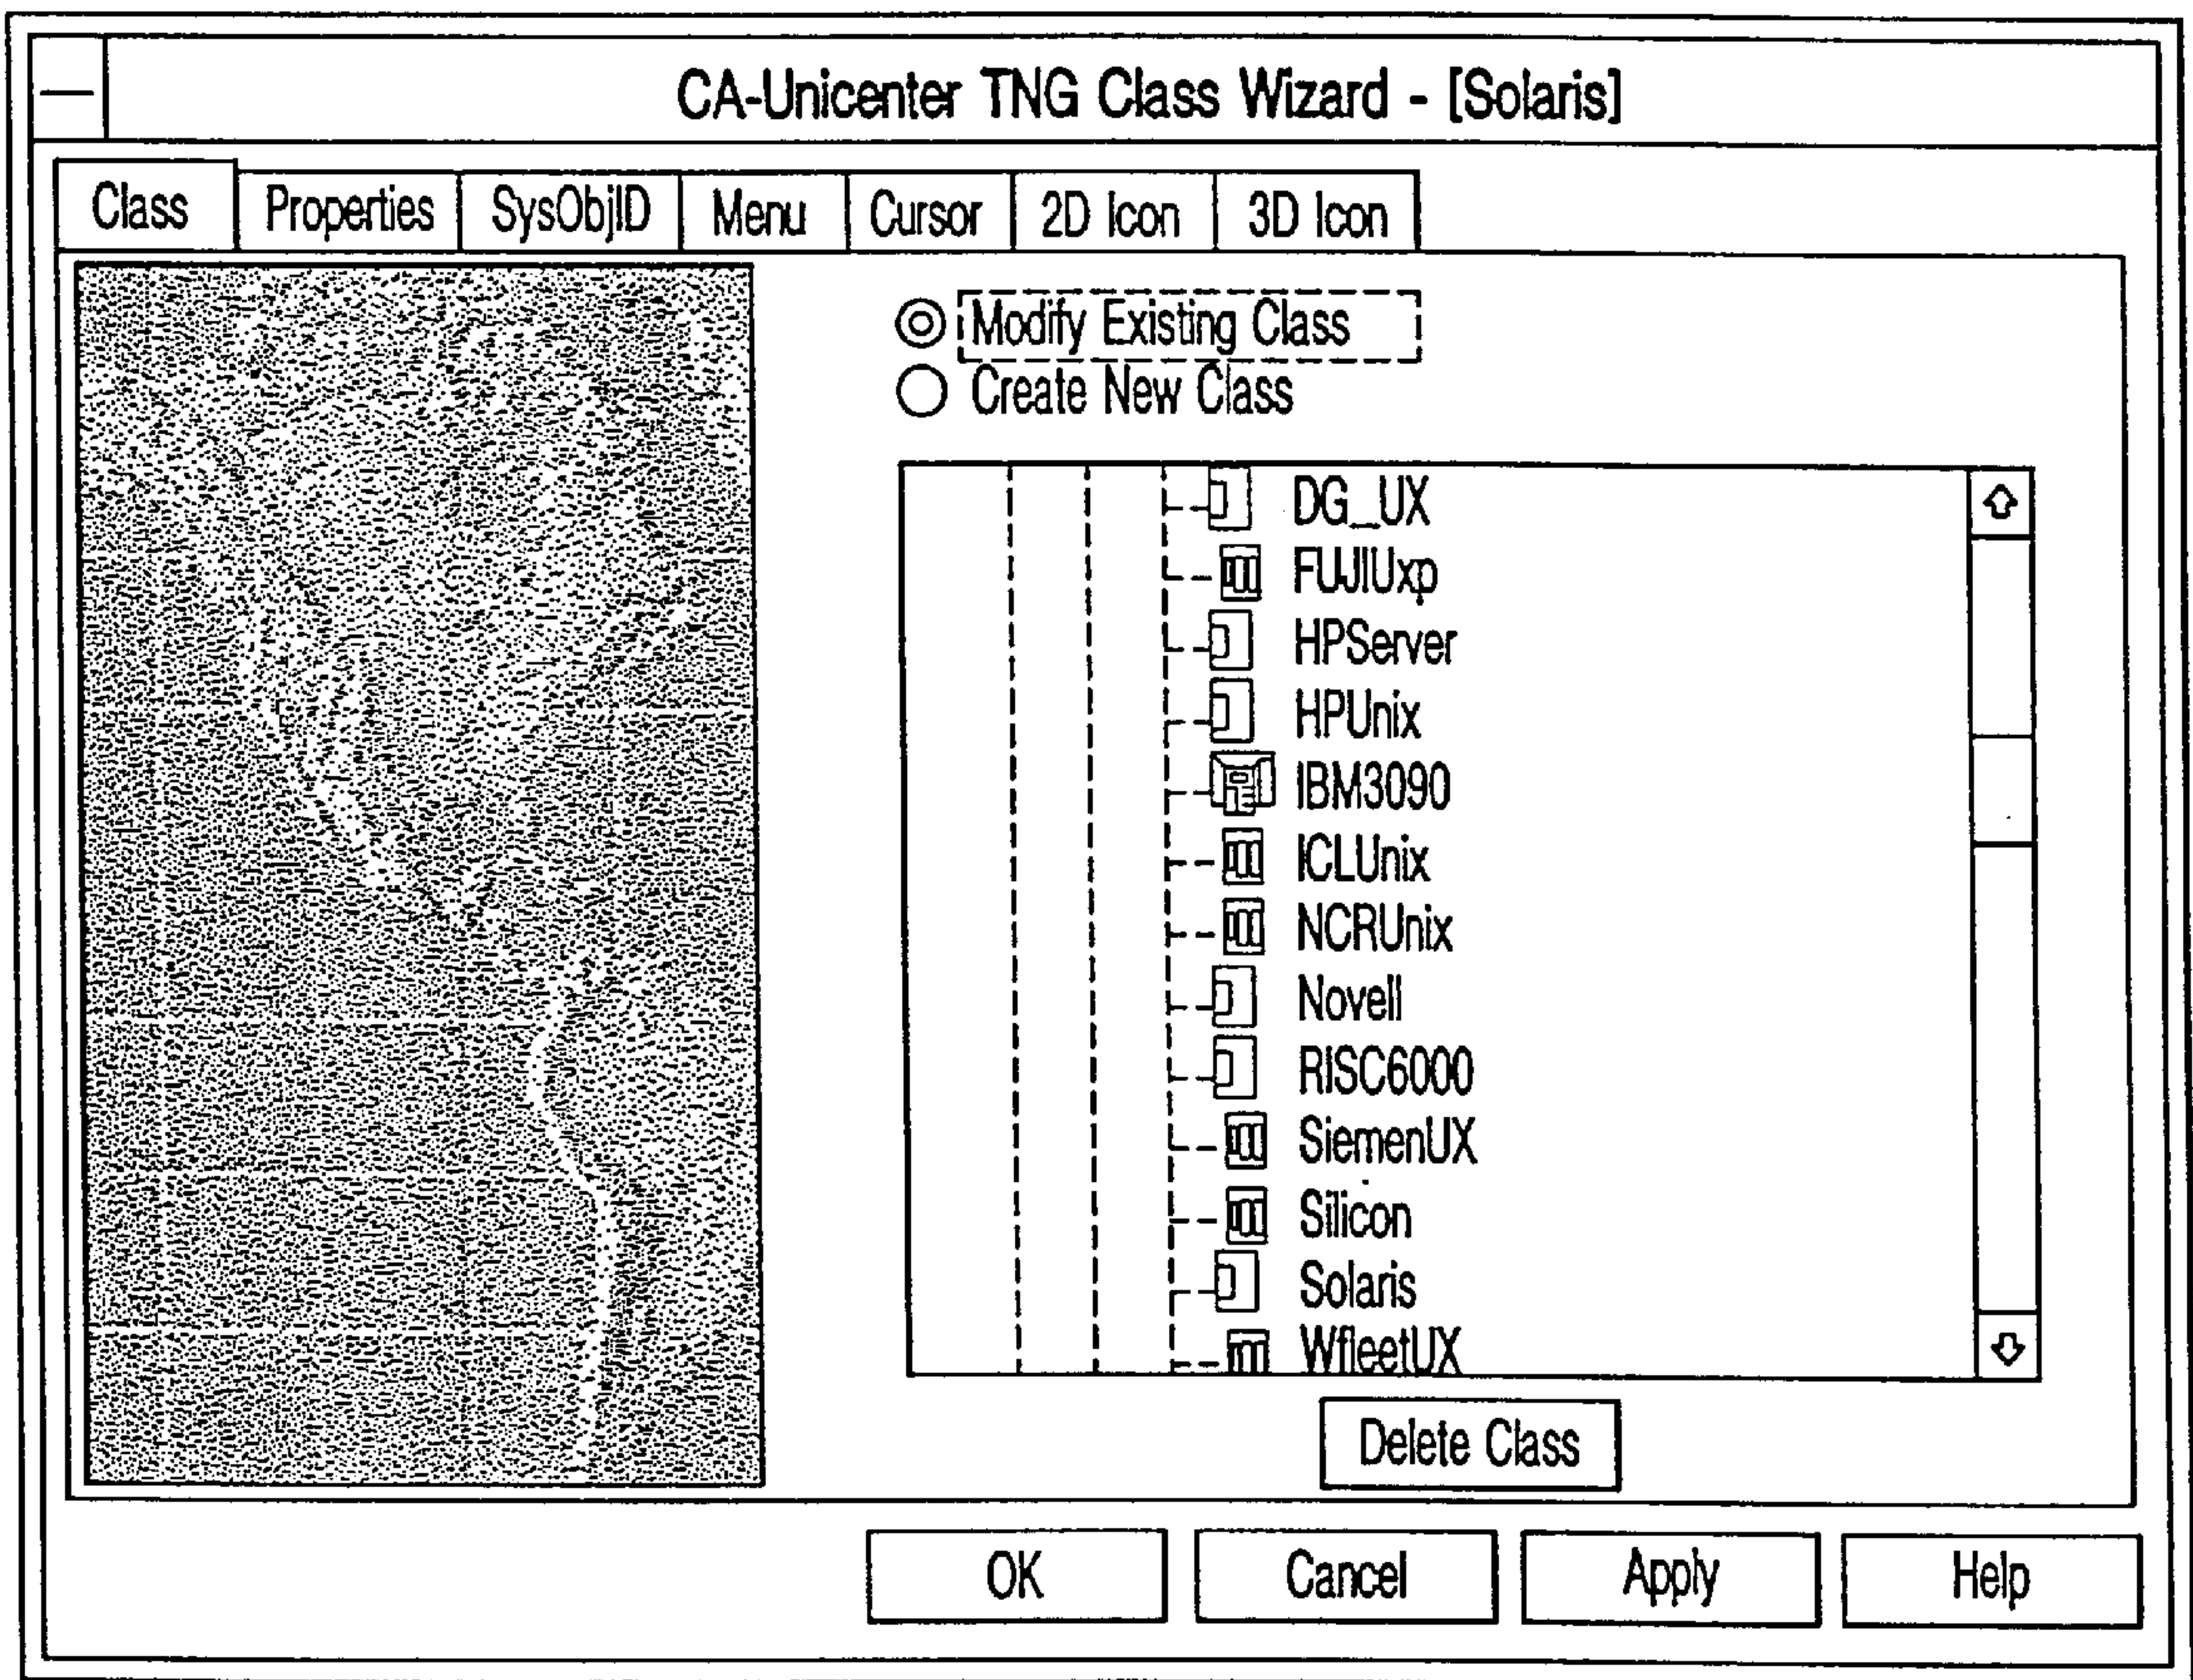 CA-Unicenter TNG Class Wizard - [Solaris]
Class Properties SysObjID Menu Cursor 2D Icon 3D Icon
Modify Existing Class
Create New Class
DG_UX
FUJIUxp
HPServer
HPUnix
IBM3090
ICLUnix
NCRUnix
Novell
RISC6000
SiemenUX
Silicon
Solaris
WfleetUX
Delete Class
OK Cancel Apply Help